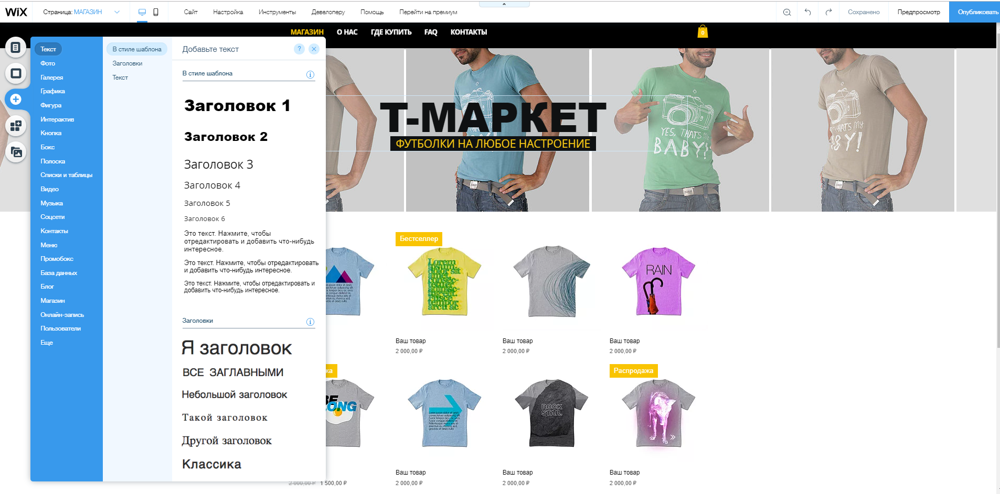 WiX
Страница: МАГАЗИН
Сайт
Настройка
Инструменты
Девелоперу
Помощь
Перейти на премиум
Сохранено
Предпросмотр
Опубликовать
МАГАЗИН
О НАС
ГДЕ КУПИТЬ
FAQ
КОНТАКТЫ
0
Текст
Фото
Галерея
Графика
Фигура
Интерактив
Кнопка
Бокс
Полоска
Списки и таблицы
Видео
Музыка
Соцсети
Контакты
Меню
Промобокс
База данных
Блог
Магазин
Онлайн-запись
Пользователи
Еще
В стиле шаблона
Заголовки
Текст
Добавьте текст
?
В стиле шаблона
Заголовок 1
Заголовок 2
Заголовок 3
Заголовок 4
Заголовок 5
Заголовок 6
Это текст. Нажмите, чтобы
отредактировать и добавить что-нибудь
интересное.
Это текст. Нажмите, чтобы отредактировать
и добавить что-нибудь интересное.
Это текст. Нажмите, чтобы отредактировать и
добавить что-нибудь интересное.
Заголовки
Я заголовок
ВСЕ ЗАГЛАВНЫМИ
Небольшой заголовок
Такой заголовок
Другой заголовок
Классика
Т-МАРКЕТ
ФУТБОЛКИ НА ЛЮБОЕ НАСТРОЕНИЕ
YES, THAT'S MY
BABY!
THAT'S MY
BABY!
Бестселлер
Lorem
ipsum
RAIN
Ваш товар
2 000,00 ₽
Ваш товар
2 000,00 ₽
Ваш товар
2 000,00 ₽
ка
Распродажа
BE
ONG
ROCK
STAR.
2 000,00 ₽ 1 500,00 ₽
Ваш товар
2 000,00 ₽
Ваш товар
2 000,00 ₽
Ваш товар
2 000,00 ₽